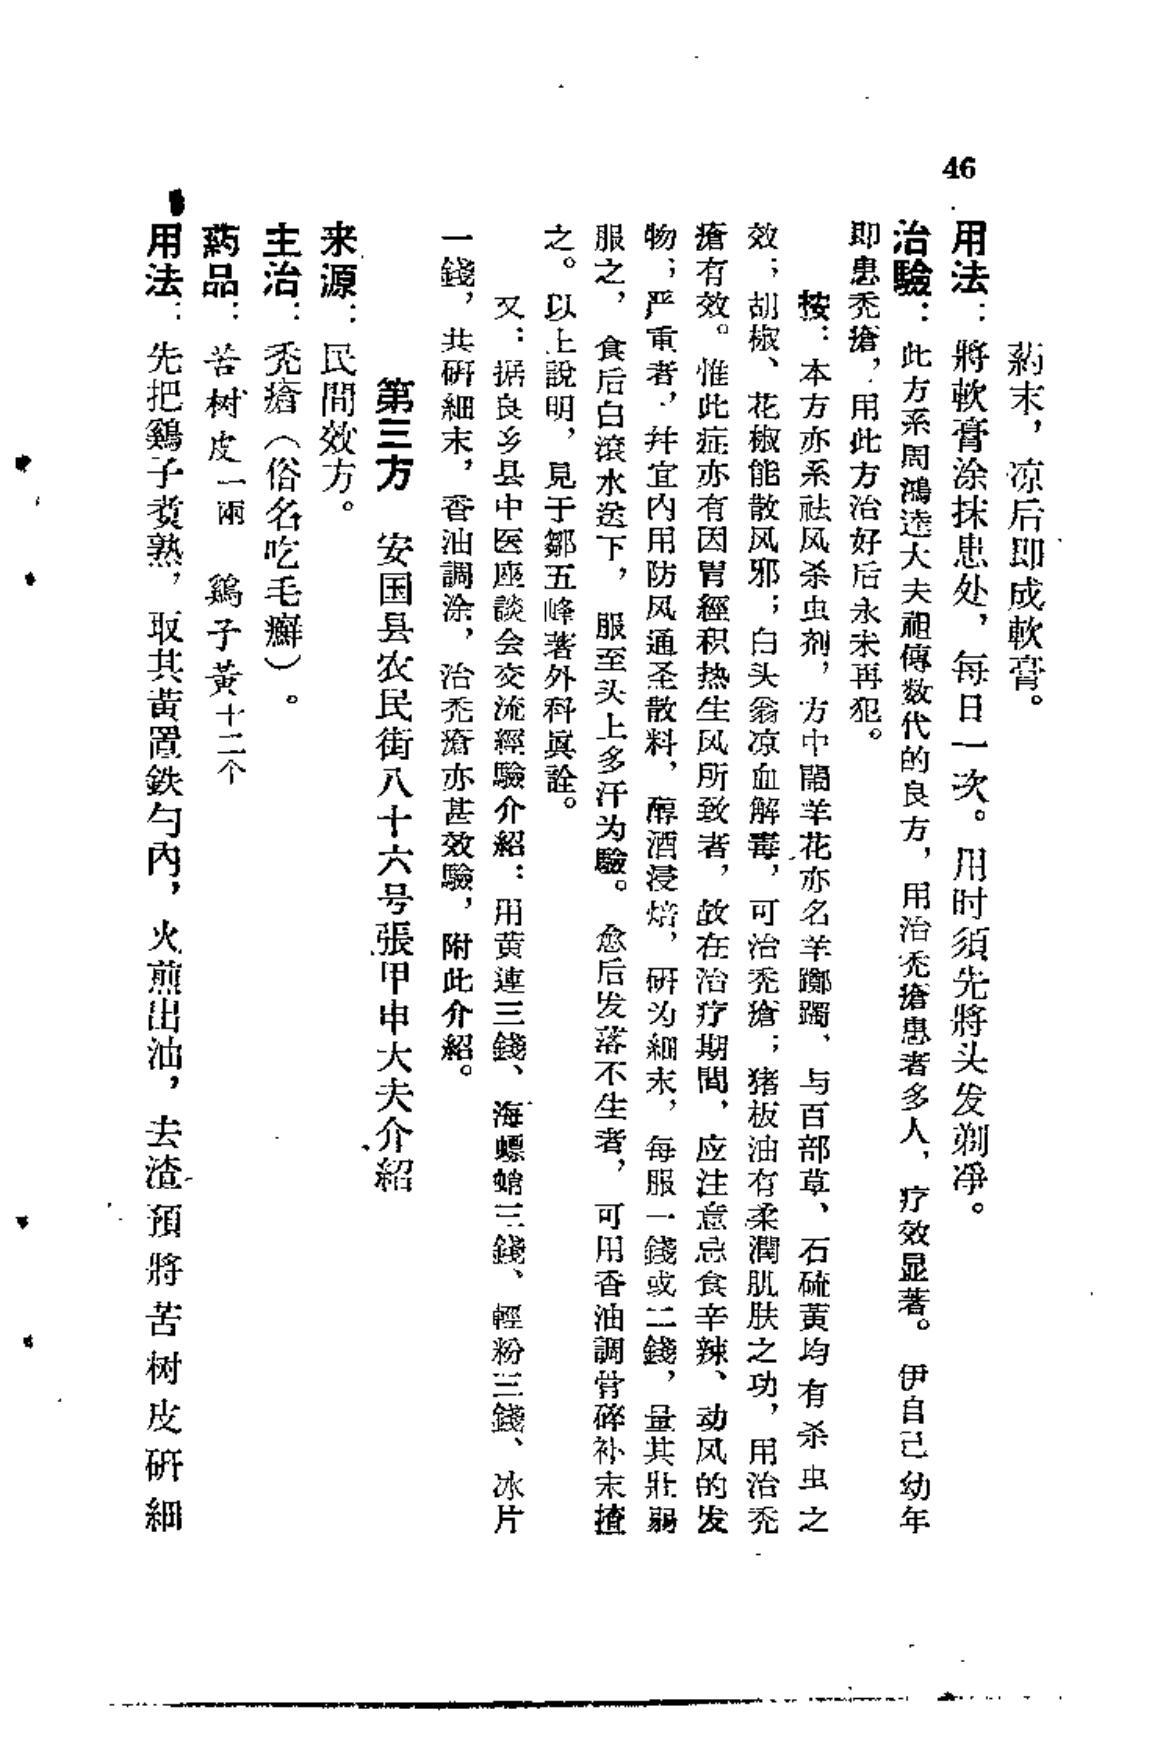 46
葯末，凉后即成軟膏。
用法：將軟膏涂抹患处，每日一次。用时須先將头发剃凈。
治驗：此方系周鴻逵大夫祖傳数代的良方，用治禿瘡患者多人，疗效显著。伊自己幼年
即患禿瘡，用此方治好后永未再犯。
按：本方亦系祛风杀虫剂，方中鬧羊花亦名羊躑躅、与百部草、石硫黃均有杀虫之
效；胡椒、花椒能散风邪；白头翁凉血解毒，可治禿瘡；猪板油有柔潤肌肤之功，用治禿
瘡有效。惟此症亦有因胃經积热生风所致者，故在治疗期間，应注意忌食辛辣、动风的发
物；严重者，幷宜內用防风通圣散料，醇酒浸焙，硏为細末，每服一錢或二錢，量其壯弱
服之，食后白滾水送下，服至头上多汗为驗。愈后发落不生者，可用香油調骨碎补末搽
之。以上說明，見于鄒五峰著外科眞詮。
又：据良乡县中医座談会交流經驗介紹：用黄連三錢、海螵蛸三錢、輕粉三錢、冰片
一錢，共硏細末，香油調涂，治禿瘡亦甚效驗，附此介紹。
第三方 安国县农民街八十六号張甲申大夫介紹
来源：民間效方。
主治：禿瘡（俗名吃毛癬）。
葯品：苦树皮一兩 鷄子黃十二个
用法：先把鷄子煑熟，取其黃置鉄勺內，火煎出油，去渣預將苦树皮硏細